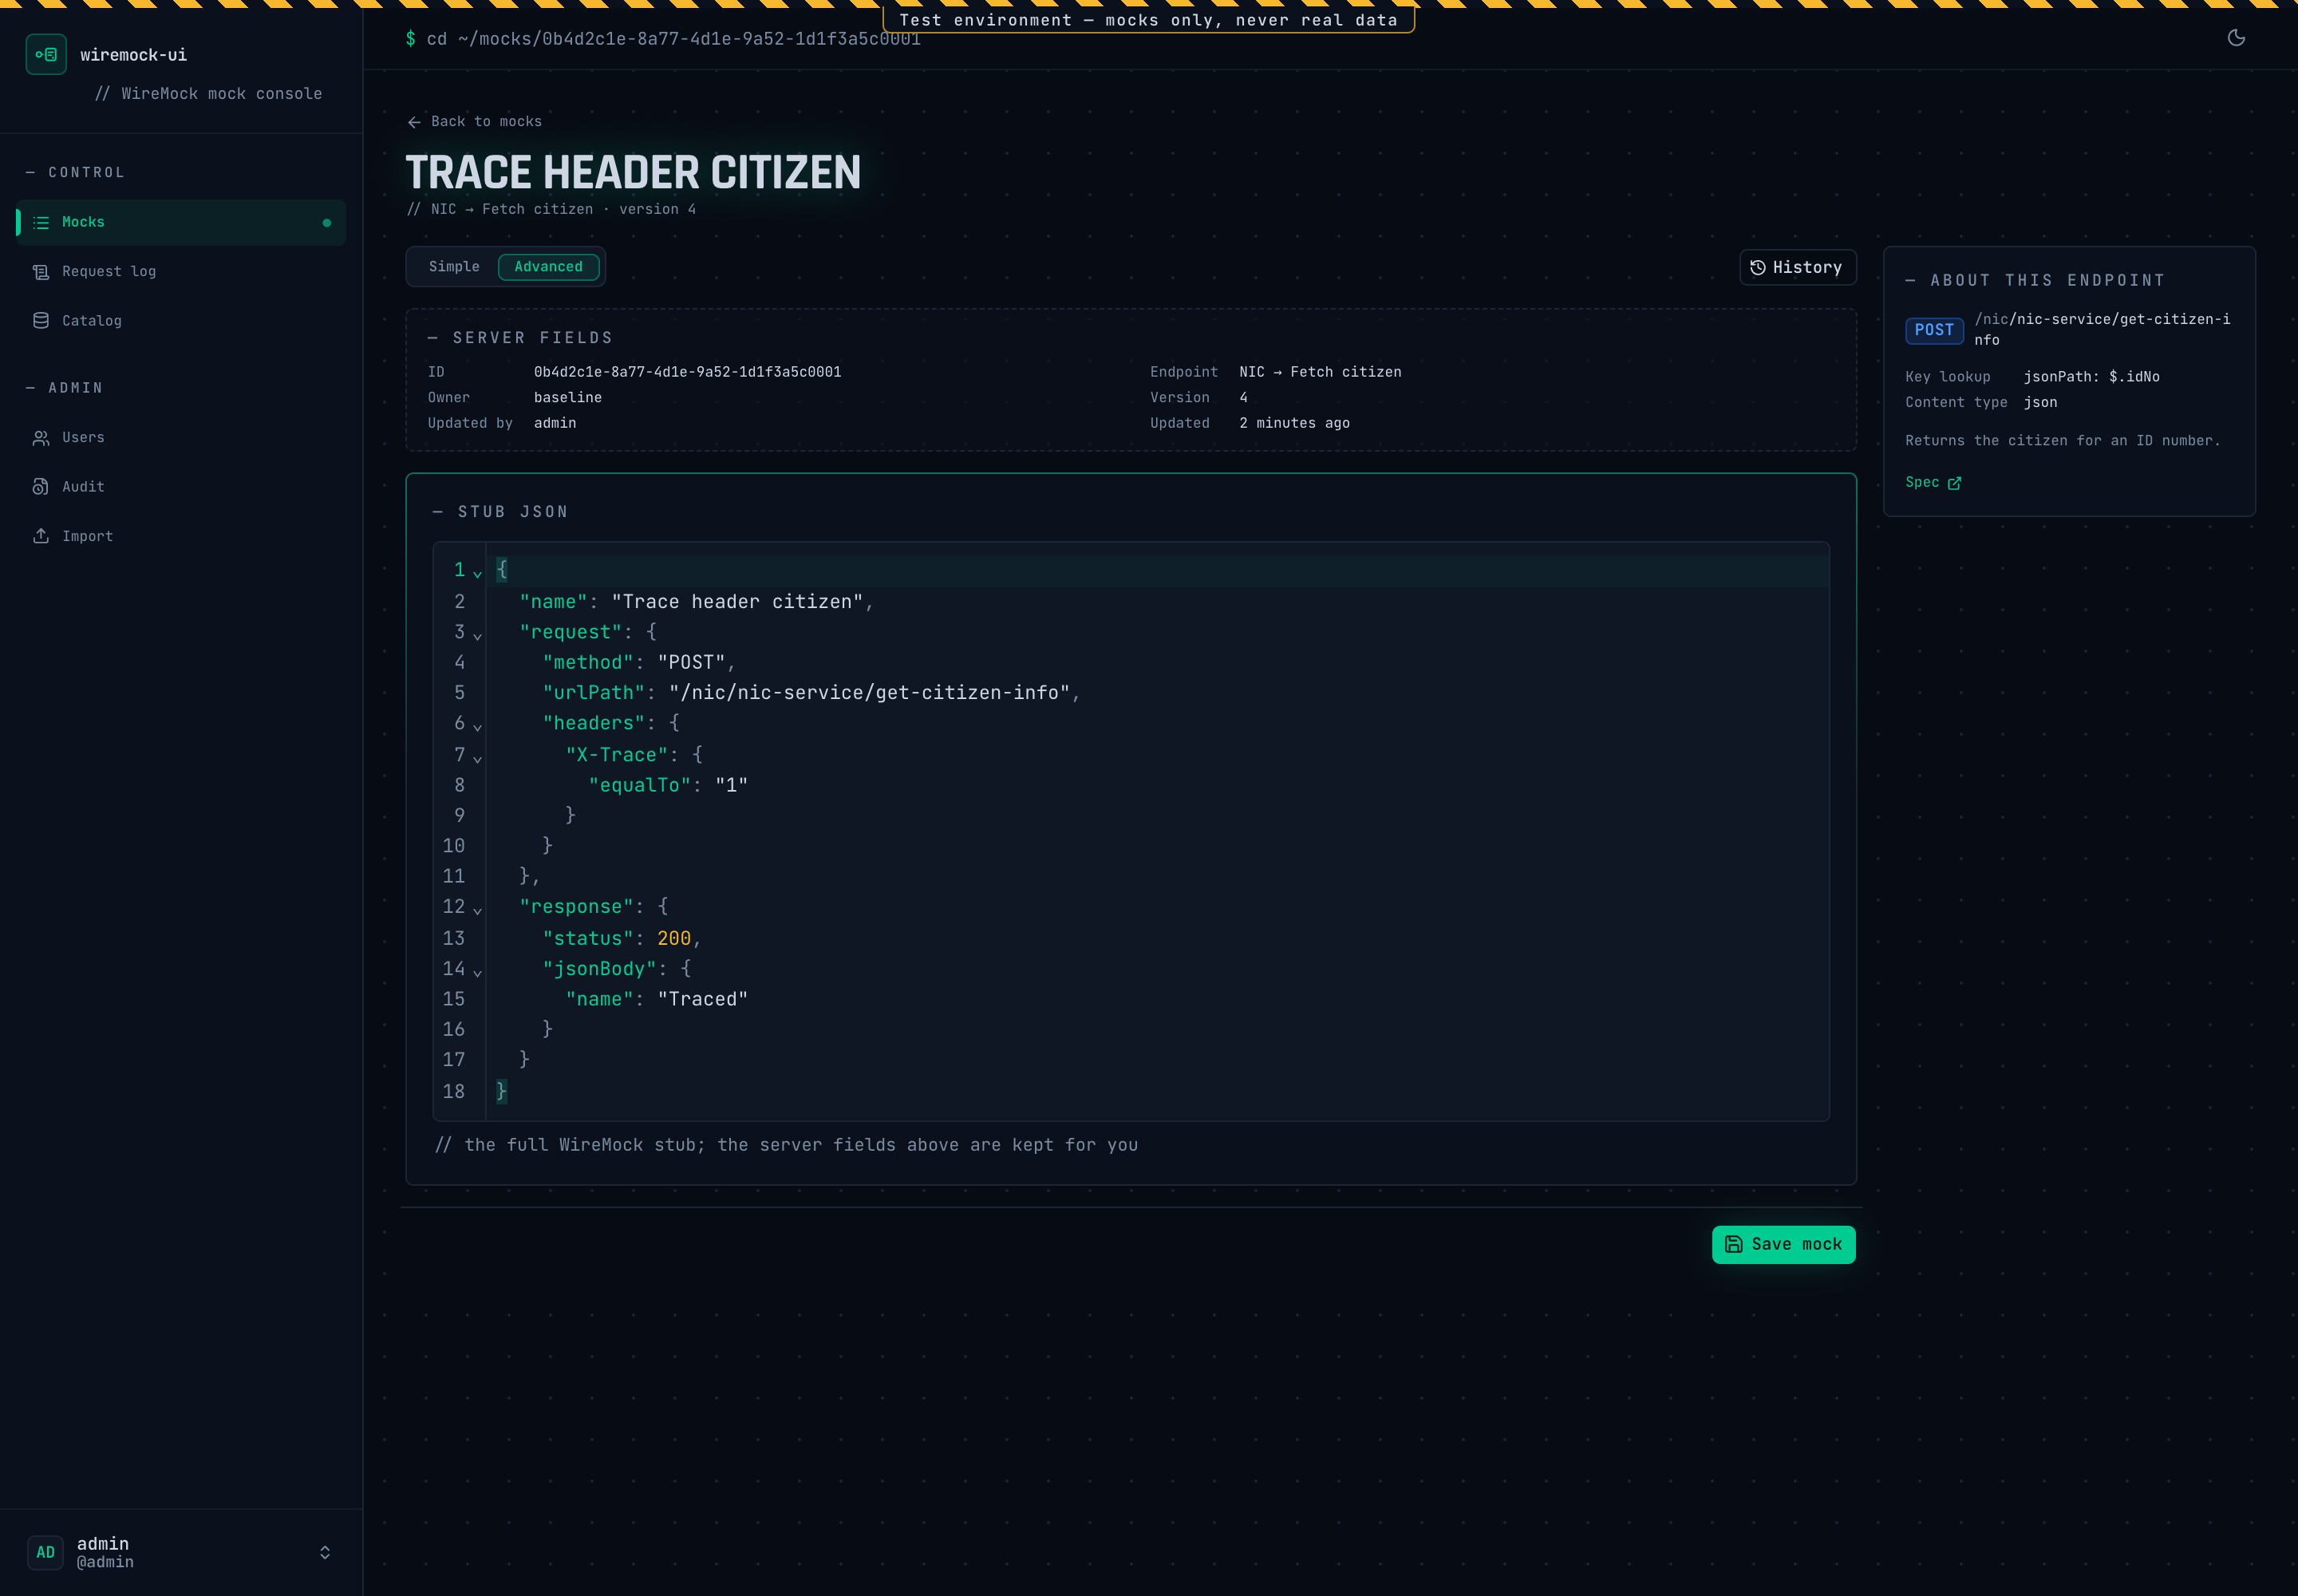 Test environment — mocks only, never real data
wiremock-ui
// WireMock mock console
$ cd ~/mocks/0b4d2c1e-8a77-4d1e-9a52-1d1f3a5c0001
— CONTROL
Mocks
Request log
Catalog
— ADMIN
Users
Audit
Import
AD
admin
@admin
← Back to mocks
TRACE HEADER CITIZEN
// NIC → Fetch citizen · version 4
Simple
Advanced
History
— SERVER FIELDS
ID 0b4d2c1e-8a77-4d1e-9a52-1d1f3a5c0001
Endpoint NIC → Fetch citizen
Owner baseline
Version 4
Updated by admin
Updated 2 minutes ago
— STUB JSON
1 {
2 "name": "Trace header citizen",
3 "request": {
4 "method": "POST",
5 "urlPath": "/nic/nic-service/get-citizen-info",
6 "headers": {
7 "X-Trace": {
8 "equalTo": "1"
9 }
10 }
11 },
12 "response": {
13 "status": 200,
14 "jsonBody": {
15 "name": "Traced"
16 }
17 }
18 }
// the full WireMock stub; the server fields above are kept for you
Save mock
— ABOUT THIS ENDPOINT
POST /nic/nic-service/get-citizen-i
nfo
Key lookup jsonPath: $.idNo
Content type json
Returns the citizen for an ID number.
Spec